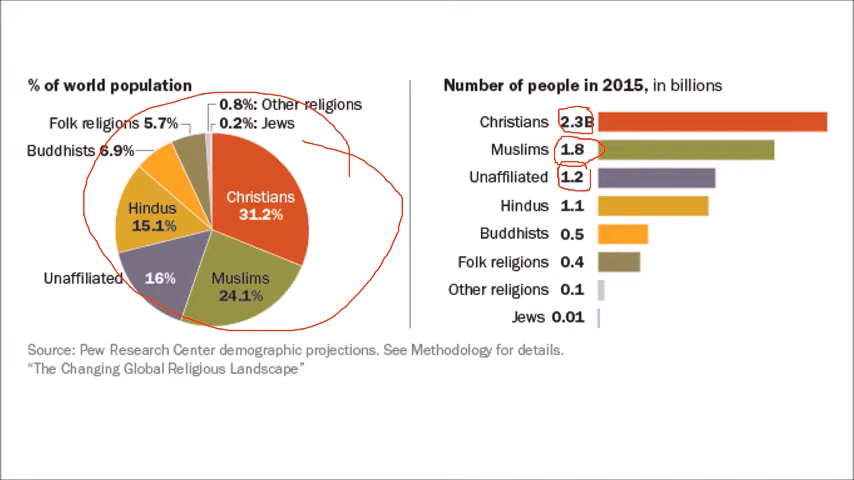 % of world population
0.8%: Other religions
Folk religions 5.7%
0.2%: Jews
Buddhists 6.9%
Christians
31.2%
Hindus
15.1%
Unaffiliated 16%
Muslims
24.1%
Number of people in 2015, in billions
Christians 2.3B
Muslims 1.8
Unaffiliated 1.2
Hindus 1.1
Buddhists 0.5
Folk religions 0.4
Other religions 0.1
Jews 0.01
Source: Pew Research Center demographic projections. See Methodology for details.
“The Changing Global Religious Landscape”